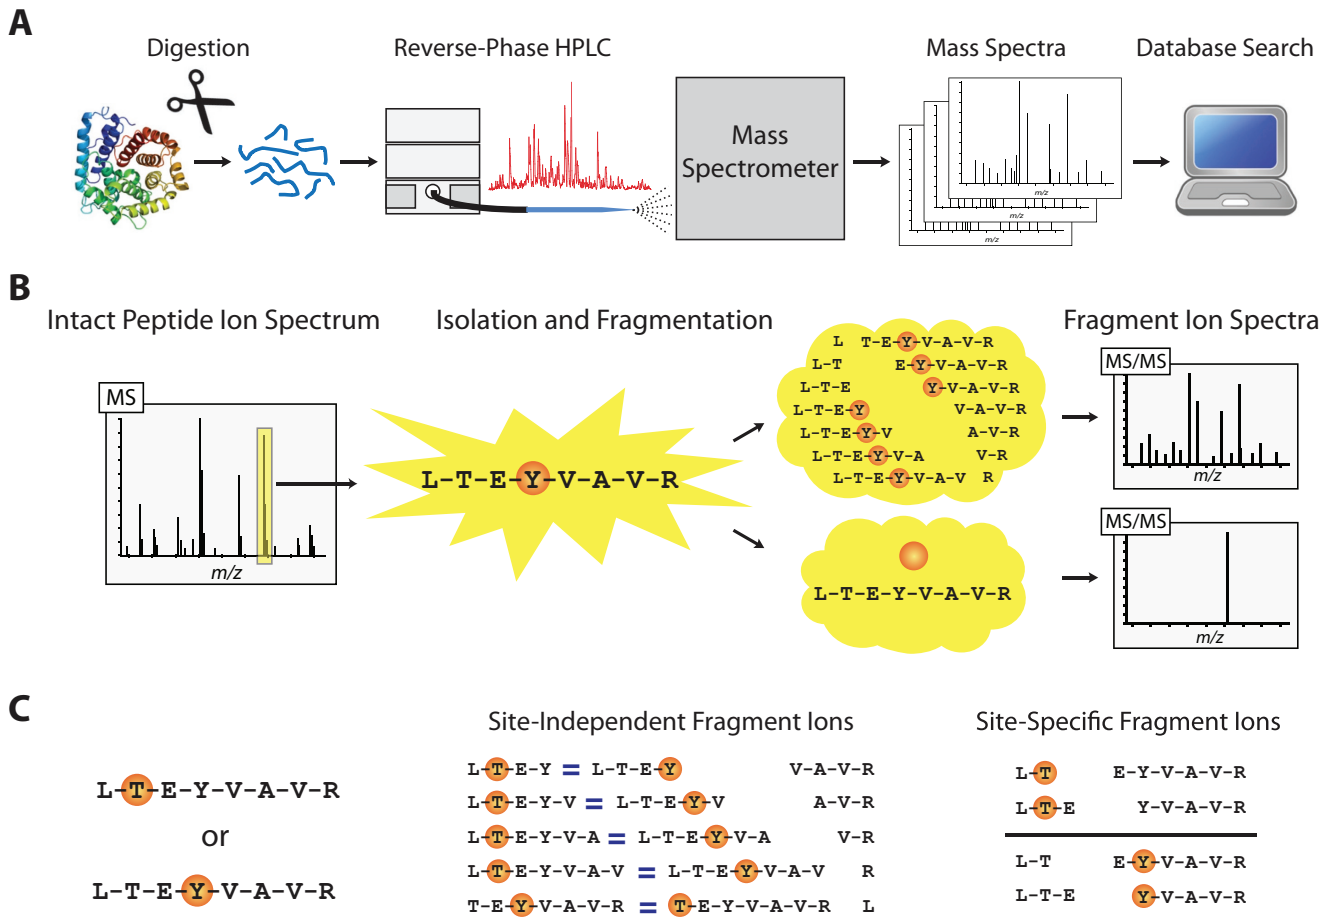 A
Digestion
Reverse-Phase HPLC
Mass Spectra
Database Search
Mass
Spectrometer
m/z
m/z
m/z
B
Intact Peptide Ion Spectrum
Isolation and Fragmentation
Fragment Ion Spectra
MS
m/z
L-T-E-Y-V-A-V-R
L T-E-Y-V-A-V-R
L-T E-Y-V-A-V-R
L-T-E Y-V-A-V-R
L-T-E-Y V-A-V-R
L-T-E-Y-V A-V-R
L-T-E-Y-V-A V-R
L-T-E-Y-V-A-V R
MS/MS
m/z
L-T-E-Y-V-A-V-R
MS/MS
m/z
C
L-T-E-Y-V-A-V-R
or
L-T-E-Y-V-A-V-R
Site-Independent Fragment Ions
L-T-E-Y = L-T-E-Y V-A-V-R
L-T-E-Y-V = L-T-E-Y-V A-V-R
L-T-E-Y-V-A = L-T-E-Y-V-A V-R
L-T-E-Y-V-A-V = L-T-E-Y-V-A-V R
T-E-Y-V-A-V-R = T-E-Y-V-A-V-R L
Site-Specific Fragment Ions
L-T E-Y-V-A-V-R
L-T-E Y-V-A-V-R
L-T E-Y-V-A-V-R
L-T-E Y-V-A-V-R